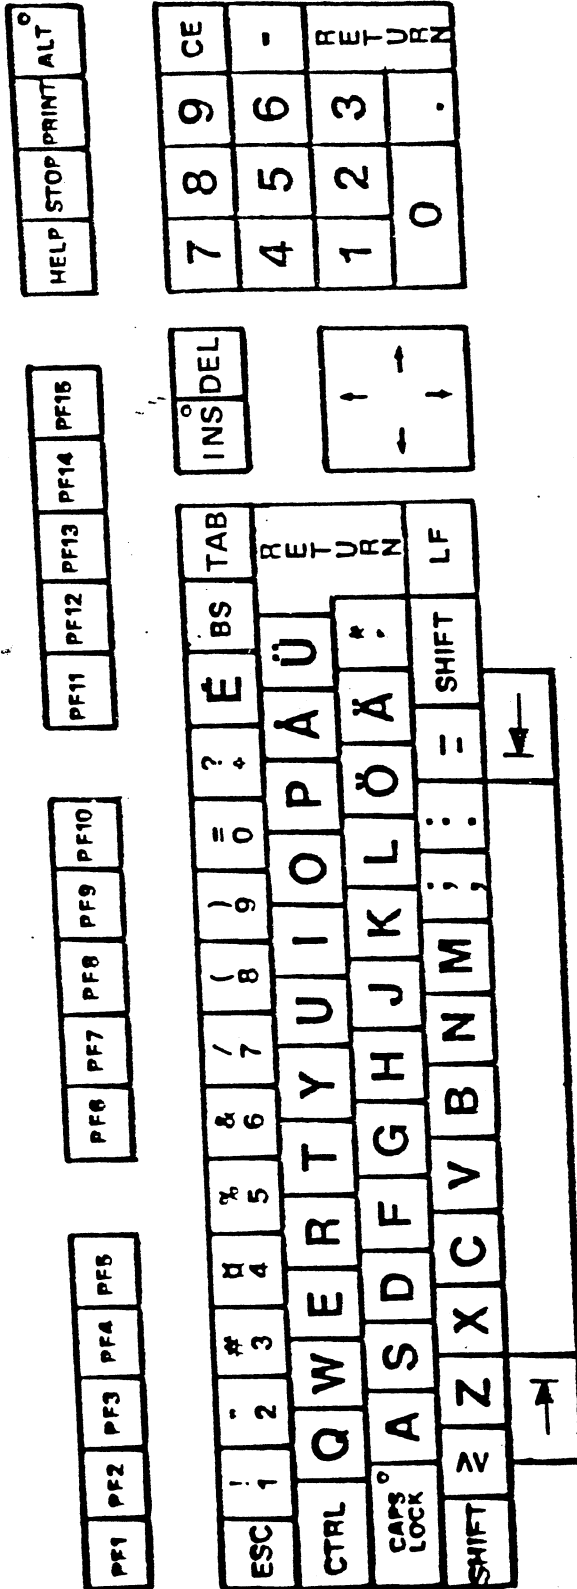 PF1 PF2 PF3 PF4 PF5 PF6 PF7 PF8 PF9 PF10 PF11 PF12 PF13 PF14 PF15 HELP STOP PRINT ALT
ESC ! 1 " 2 # 3 ¤ 4 % 5 & 6 / 7 ( 8 ) 9 = 0 ? + É BS TAB INS DEL 7 8 9 CE
CTRL Q W E R T Y U I O P Å Ü RETURN 4 5 6 -
CAPS LOCK A S D F G H J K L Ö Ä * ' ↑ → ← ↓ 1 2 3 RETURN
SHIFT ≥ Z X C V B N M ; , : . = SHIFT LF 0 .